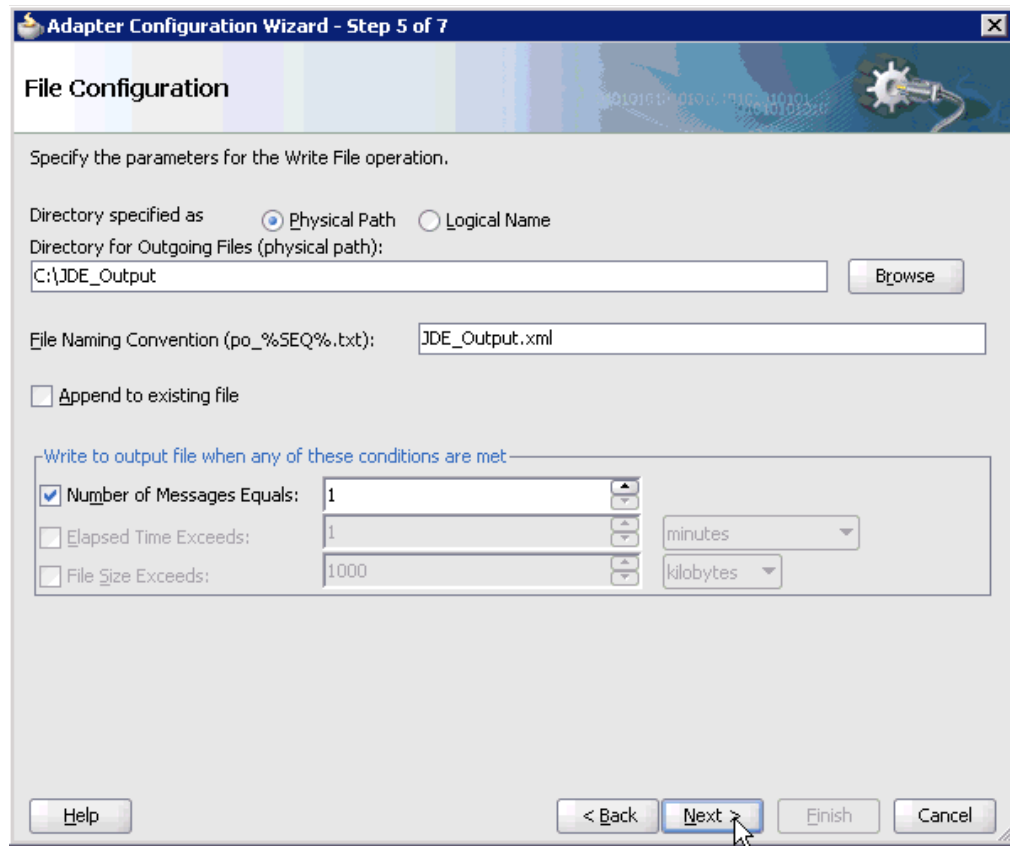 Adapter Configuration Wizard - Step 5 of 7
File Configuration
Specify the parameters for the Write File operation.
Directory specified as Physical Path Logical Name
Directory for Outgoing Files (physical path):
C:\JDE_Output Browse
File Naming Convention (po_%SEQ%.txt): JDE_Output.xml
Append to existing file
Write to output file when any of these conditions are met
Number of Messages Equals: 1
Elapsed Time Exceeds: 1 minutes
File Size Exceeds: 1000 kilobytes
Help < Back Next > Finish Cancel